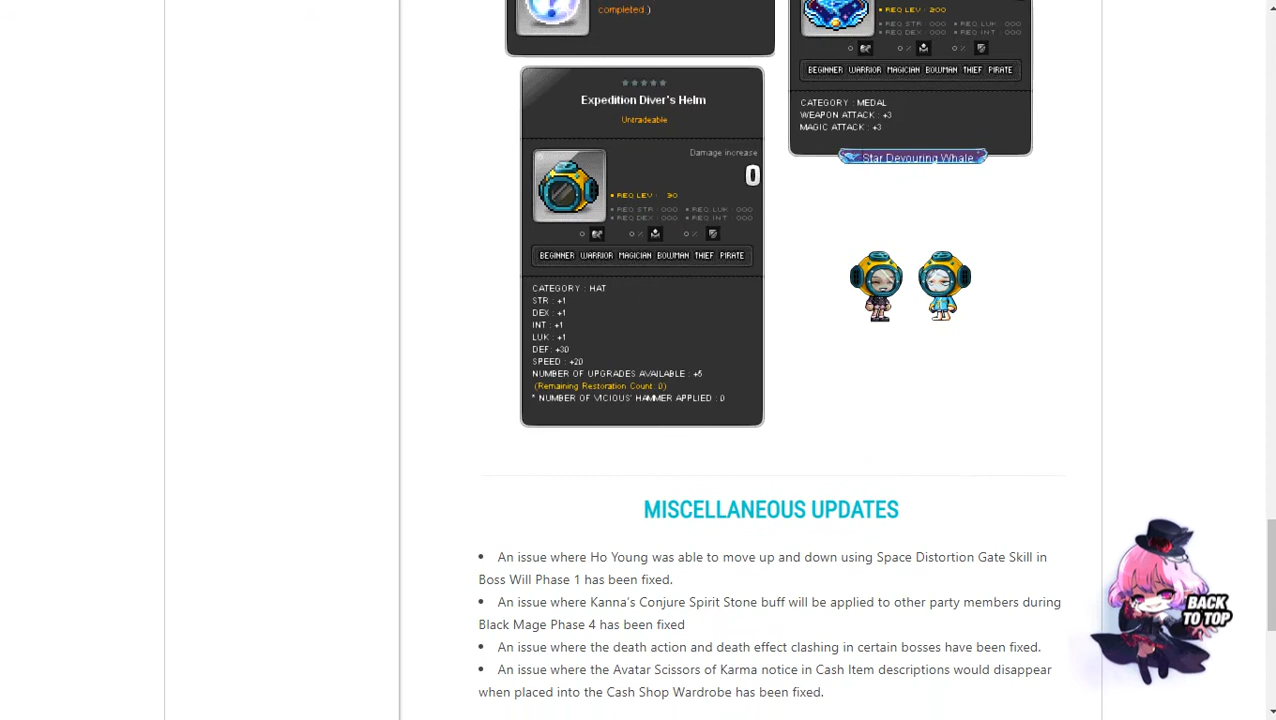 completed.)
• REQ LEV : 200
• REQ STR : 000 • REQ LUK : 000
• REQ DEX : 000 • REQ INT : 000
BEGINNER WARRIOR MAGICIAN BOWMAN THIEF PIRATE
CATEGORY : MEDAL
WEAPON ATTACK : +3
MAGIC ATTACK : +3
Star Devouring Whale
Expedition Diver's Helm
Untradeable
Damage increase
0
• REQ LEV : 30
• REQ STR : 000 • REQ LUK : 000
• REQ DEX : 000 • REQ INT : 000
BEGINNER WARRIOR MAGICIAN BOWMAN THIEF PIRATE
CATEGORY : HAT
STR : +1
DEX : +1
INT : +1
LUK : +1
DEF : +30
SPEED : +20
NUMBER OF UPGRADES AVAILABLE : +5
(Remaining Restoration Count: 0)
* NUMBER OF VICIOUS' HAMMER APPLIED : 0
MISCELLANEOUS UPDATES
• An issue where Ho Young was able to move up and down using Space Distortion Gate Skill in
Boss Will Phase 1 has been fixed.
• An issue where Kanna's Conjure Spirit Stone buff will be applied to other party members during
Black Mage Phase 4 has been fixed
• An issue where the death action and death effect clashing in certain bosses have been fixed.
• An issue where the Avatar Scissors of Karma notice in Cash Item descriptions would disappear
when placed into the Cash Shop Wardrobe has been fixed.
BACK
TO TOP